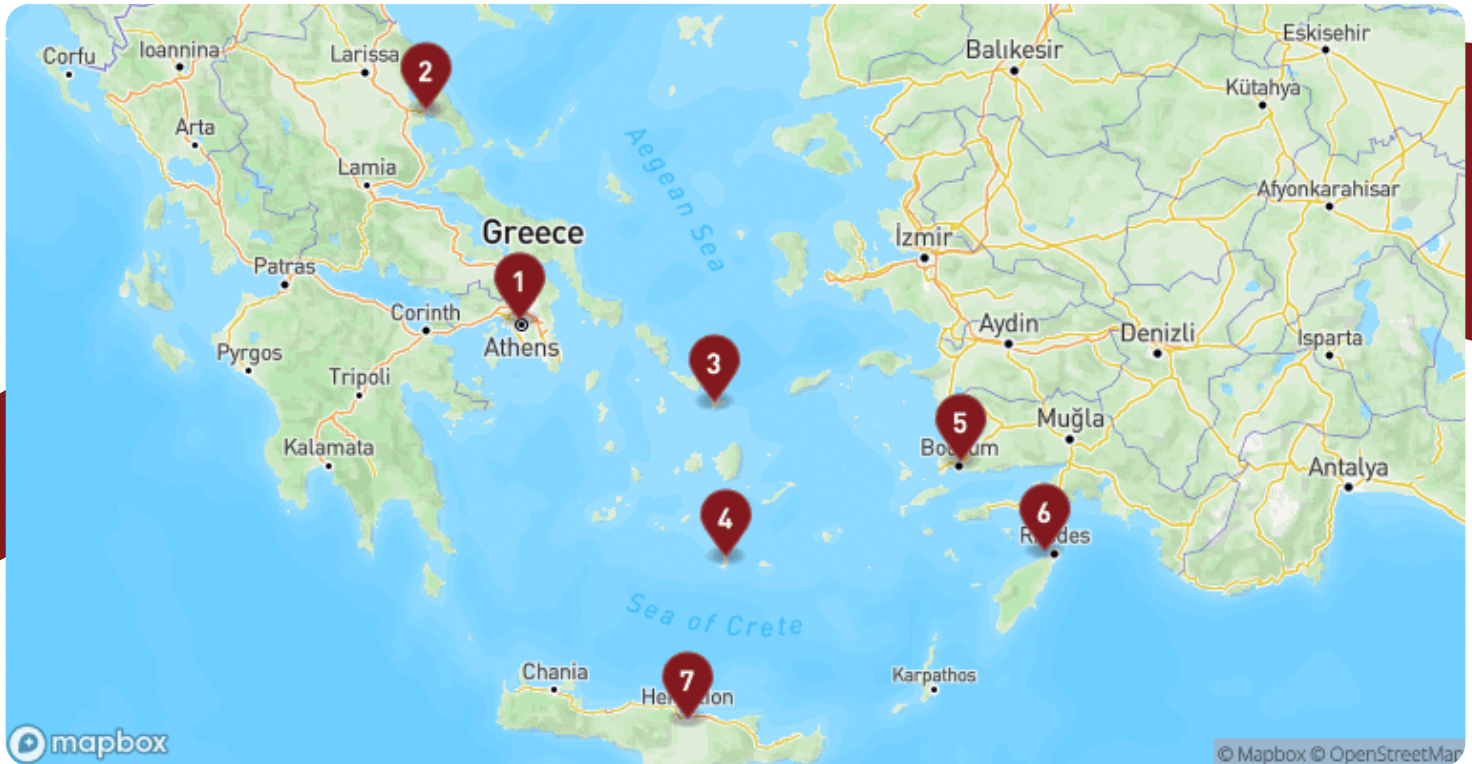 Corfu
Ioannina
Larissa
2
Balıkesir
Eskisehir
Kütahya
Arta
Aegean Sea
Lamia
Afyonkarahisar
Greece
İzmir
Patras
1
Corinth
Athens
Aydin
Denizli
Isparta
Pyrgos
Tripoli
3
Kalamata
5
Muğla
Antalya
4
6
Sea of Crete
Chania
7
Karpathos
mapbox
© Mapbox © OpenStreetMap